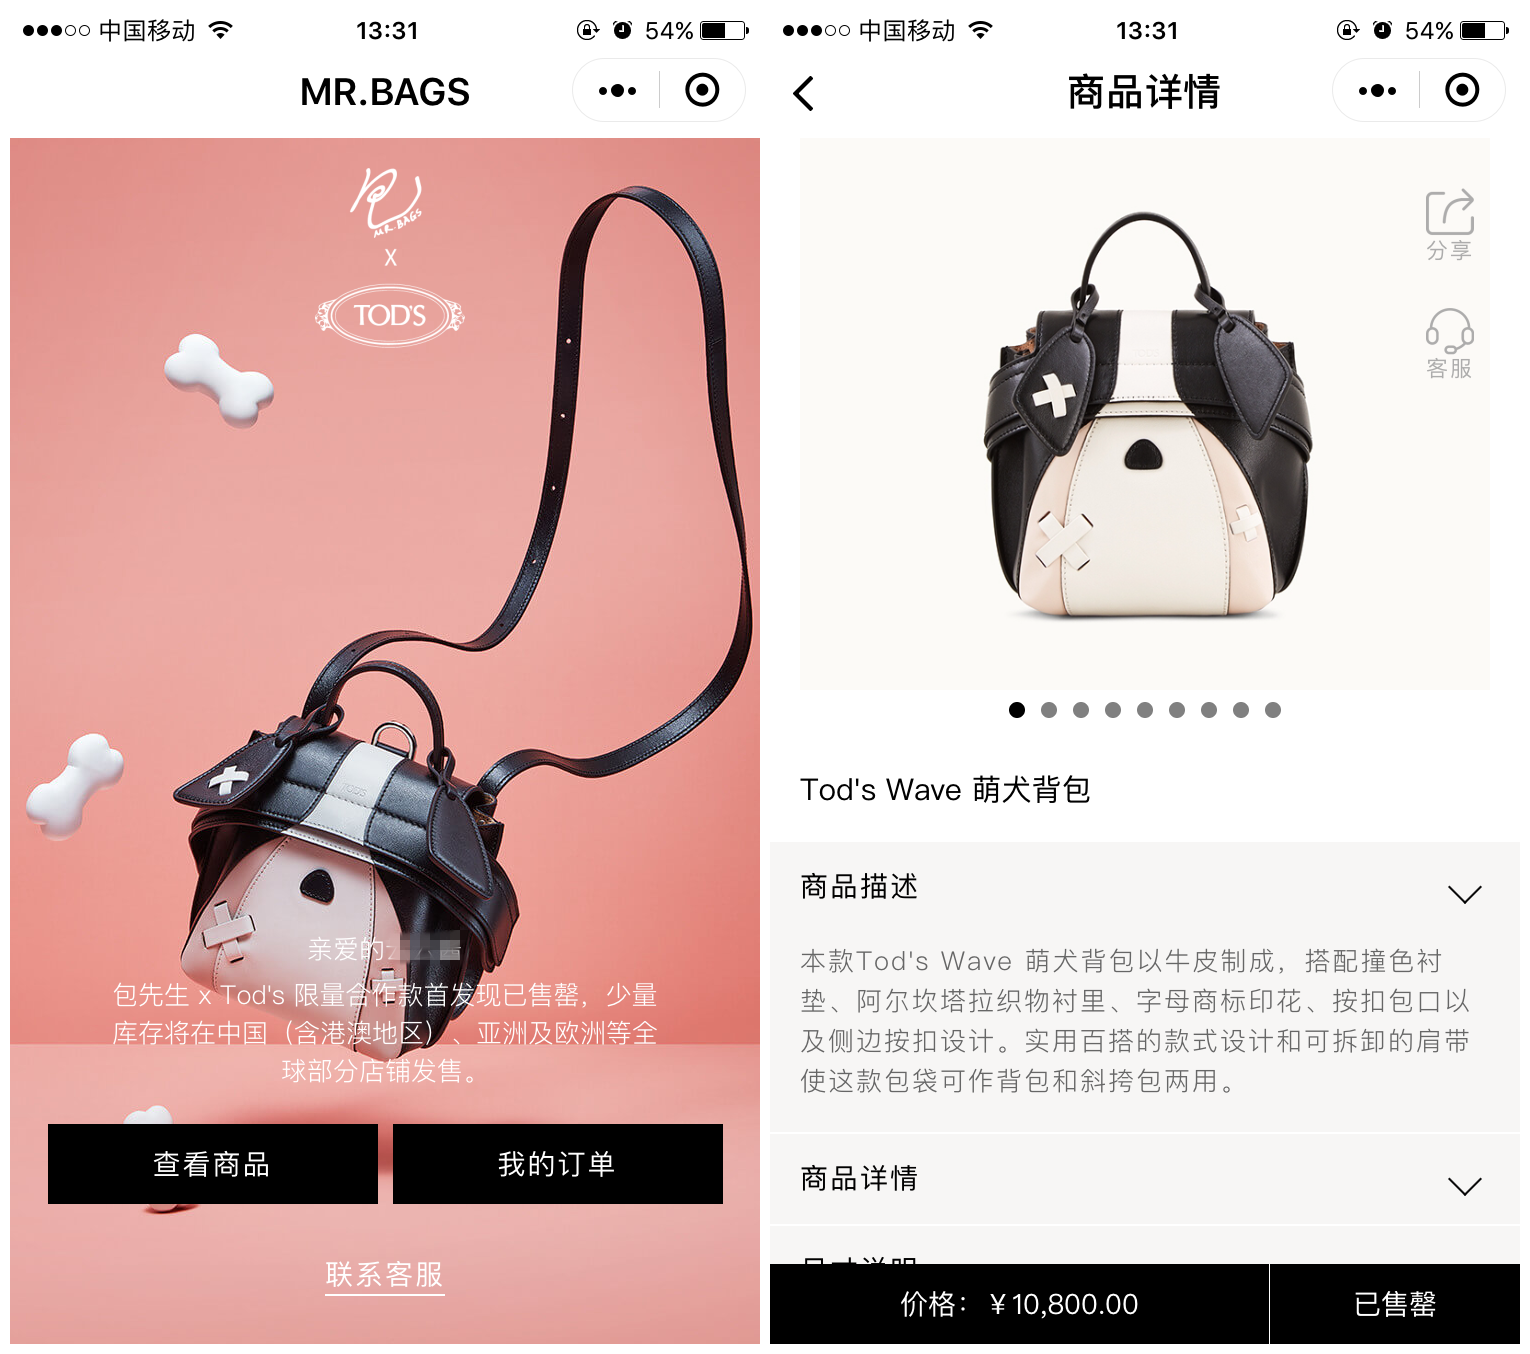 中国移动
13:31
54%
MR.BAGS
MR.BAGS
X
TOD'S
TOD'S
亲爱的
包先生 x Tod's 限量合作款首发现已售罄，少量
库存将在中国（含港澳地区）、亚洲及欧洲等全
球部分店铺发售。
查看商品
我的订单
联系客服
中国移动
13:31
54%
商品详情
分享
客服
Tod's Wave 萌犬背包
商品描述
本款Tod's Wave 萌犬背包以牛皮制成，搭配撞色衬
垫、阿尔坎塔拉织物衬里、字母商标印花、按扣包口以
及侧边按扣设计。实用百搭的款式设计和可拆卸的肩带
使这款包袋可作背包和斜挎包两用。
商品详情
尺寸说明
价格：￥10,800.00
已售罄